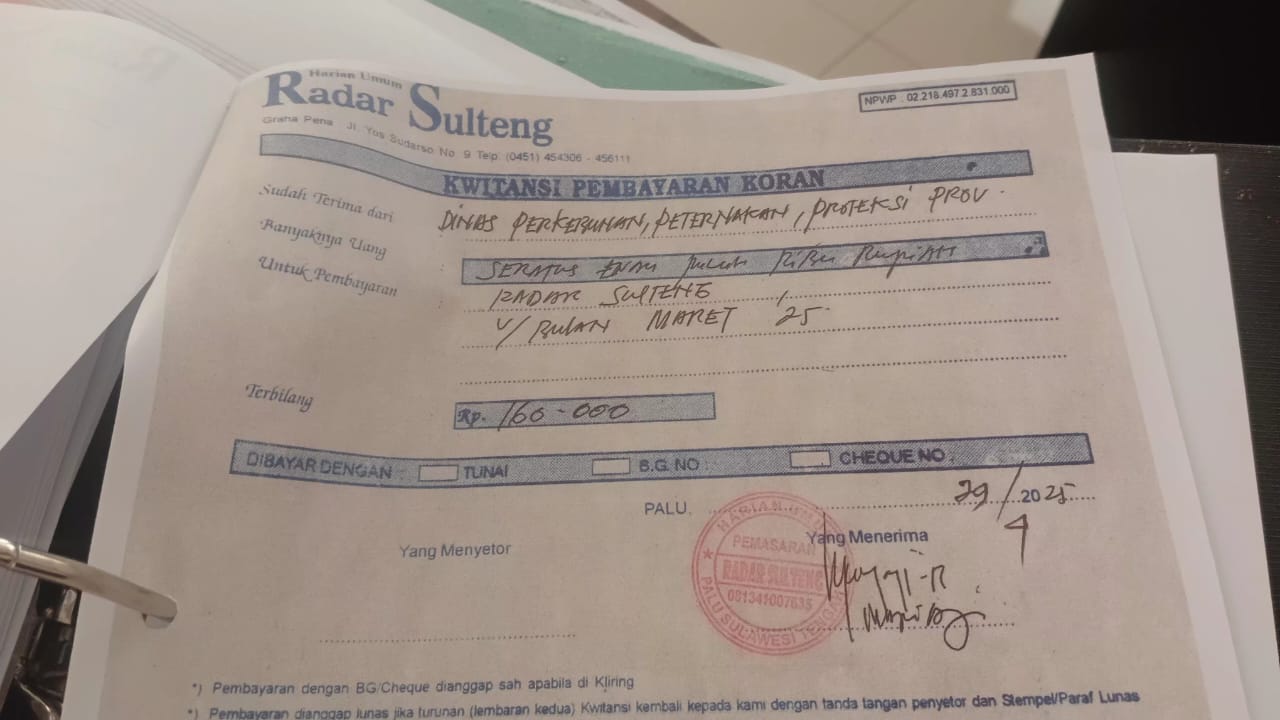 Harian Umum
Radar Sulteng
NPWP : 02.218.497.2.831.000
Graha Pena Jl. Yos Sudarso No 9 Telp: (0451) 454306 - 456111
KWITANSI PEMBAYARAN KORAN
Sudah Terima dari DINAS PERKEBUNAN, PETERNAKAN, PROTEKSI PROV.
Banyaknya Uang SERATUS ENAM puluh RiBu RupiAH
Untuk Pembayaran RADAR SULTENG
U/BULAN MARET '25.
Terbilang Rp. 160-000
DIBAYAR DENGAN : TUNAI B.G. NO : CHEQUE NO :
PALU, 29/4 2025
Yang Menyetor Yang Menerima
HARIAN UMUM
PEMASARAN
RADAR SULTENG
081341007635
PALU SULAWESI TENGAH
*) Pembayaran dengan BG/Cheque dianggap sah apabila di Kliring
*) Pembayaran dianggap lunas jika turunan (lembaran kedua) Kwitansi kembali kepada kami dengan tanda tangan penyetor dan Stempel/Paraf Lunas